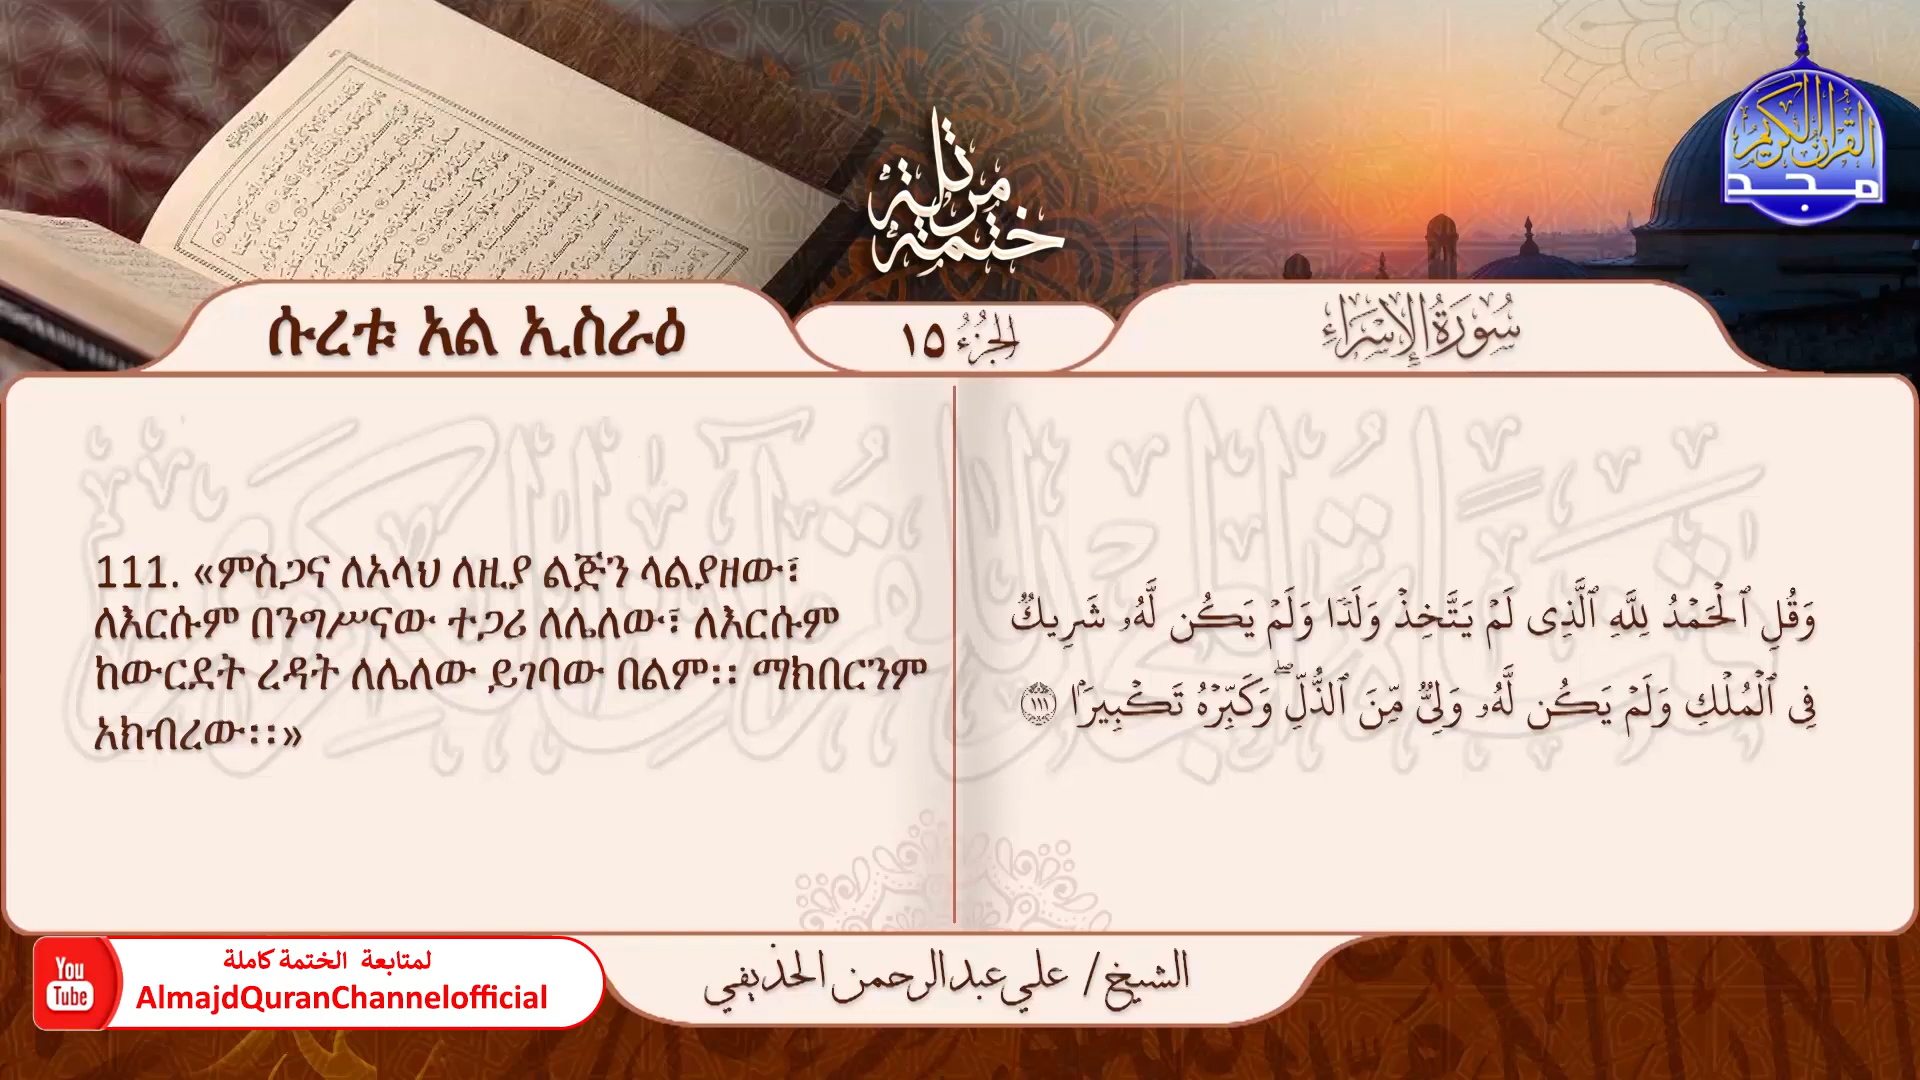 ختمة مرتلة
القرآن الكريم
مجد
ሱረቱ አል ኢስራዕ
الجزء ١٥
سورة الإسراء
111. «ምስጋና ለአላህ ለዚያ ልጅን ላልያዘው፣
ለእርሱም በንግሥናው ተጋሪ ለሌለው፣ ለእርሱም
ከውርደት ረዳት ለሌለው ይገባው በልም፡፡ ማክበርንም
አክብረው፡፡»
وَقُلِ ٱلْحَمْدُ لِلَّهِ ٱلَّذِى لَمْ يَتَّخِذْ وَلَدًا وَلَمْ يَكُن لَّهُۥ شَرِيكٌ
فِى ٱلْمُلْكِ وَلَمْ يَكُن لَّهُۥ وَلِىٌّ مِّنَ ٱلذُّلِّ ۖ وَكَبِّرْهُ تَكْبِيرًۢا ١١١
You
Tube
لمتابعة الختمة كاملة
AlmajdQuranChannelofficial
الشيخ / علي عبدالرحمن الحذيفي